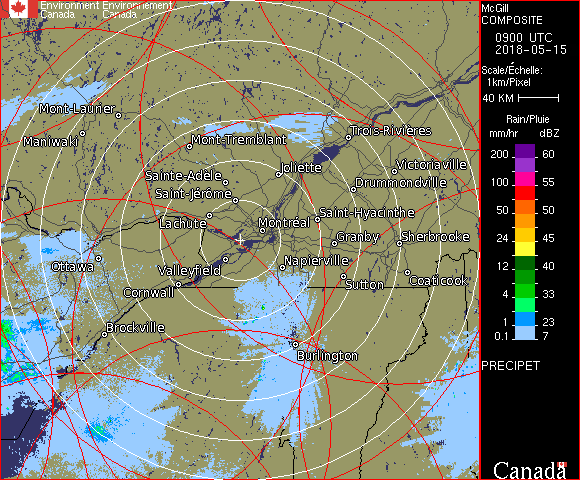 Environment Environnement
Canada Canada
McGill
COMPOSITE
0900 UTC
2018-05-15
Scale/Échelle:
1km/Pixel
40 KM
Rain/Pluie
mm/hr dBZ
200 60
150 57
100 55
50 50
24 45
12 40
4 33
1 23
0.1 7
PRECIPET
Canada
Mont-Laurier
Maniwaki
Mont-Tremblant
Trois-Rivières
Sainte-Adèle
Joliette
Victoriaville
Saint-Jérôme
Drummondville
Lachute
Montréal
Saint-Hyacinthe
Granby
Sherbrooke
Ottawa
Valleyfield
Napierville
Cornwall
Sutton
Coaticook
Brockville
Burlington